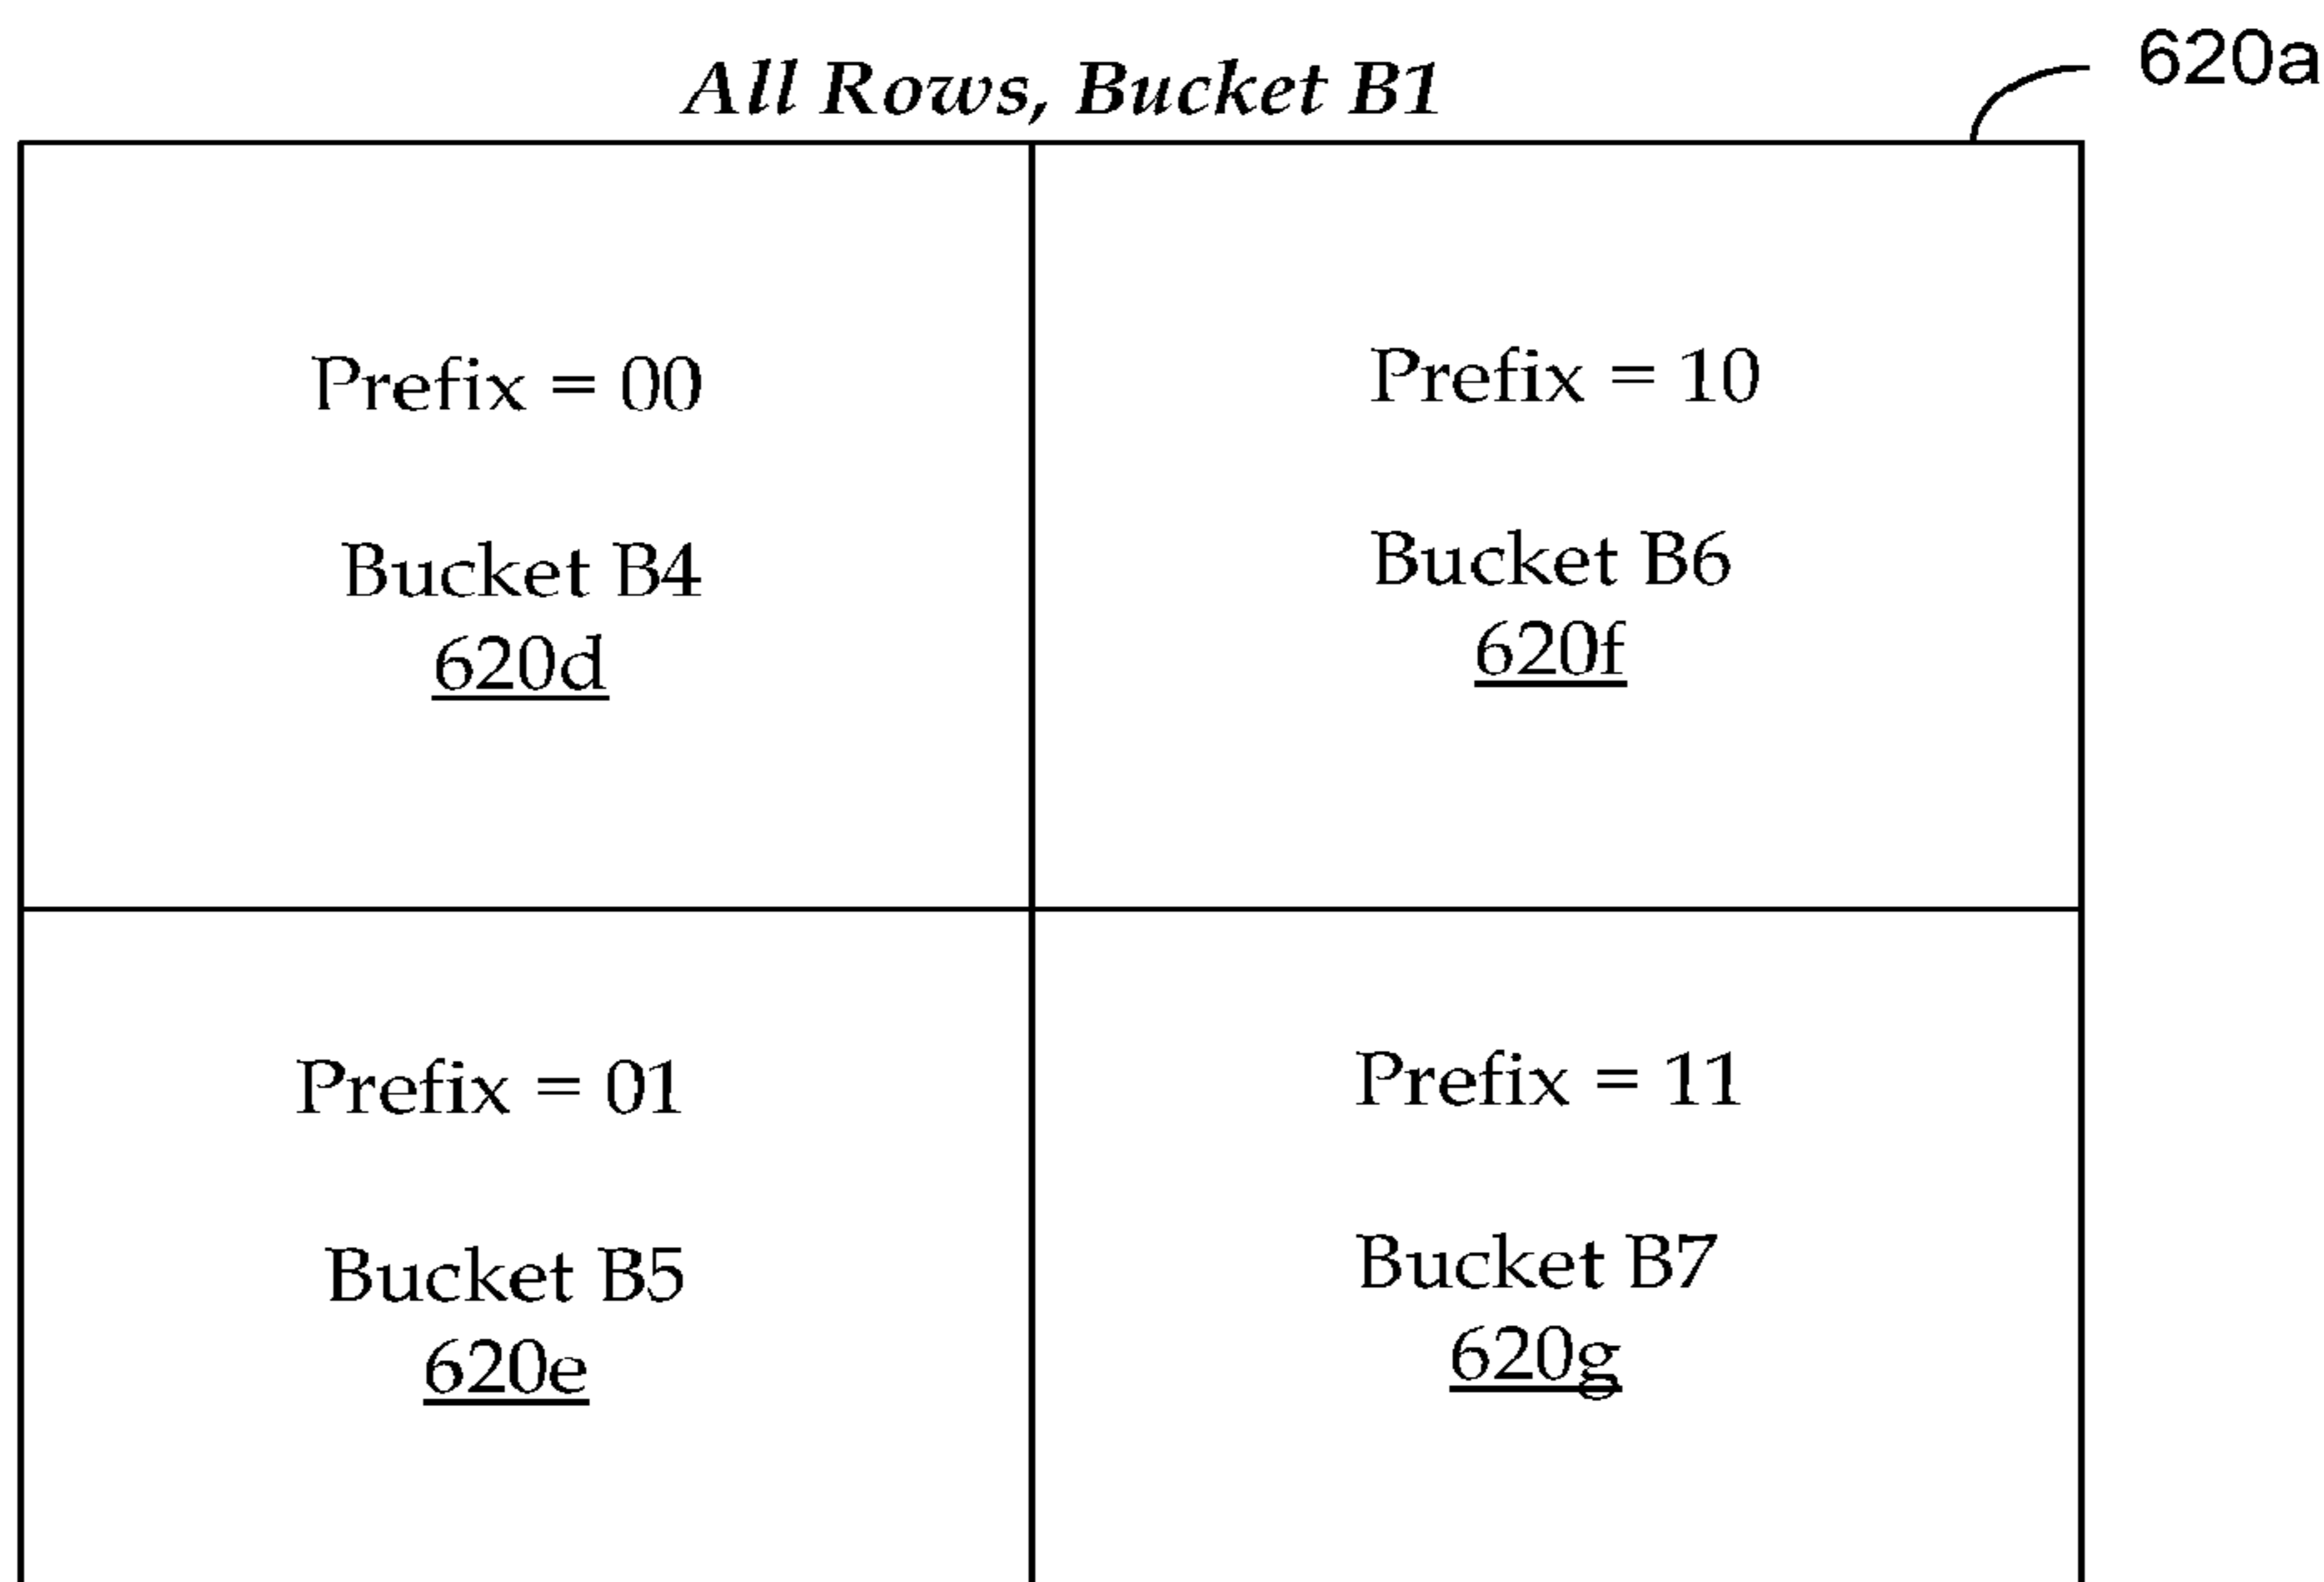 All Rows, Bucket B1
620a
Prefix = 00
Bucket B4
620d
Prefix = 10
Bucket B6
620f
Prefix = 01
Bucket B5
620e
Prefix = 11
Bucket B7
620g